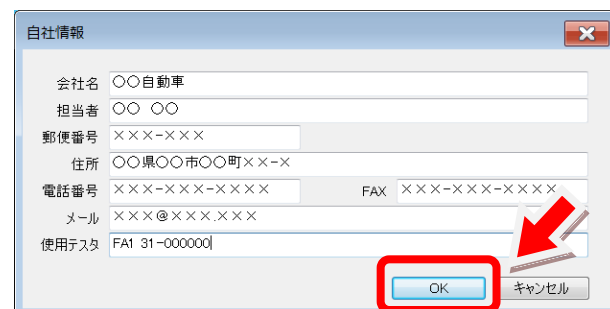 自社情報
会社名 〇〇自動車
担当者 〇〇 〇〇
郵便番号 ×××-×××
住所 〇〇県〇〇市〇〇町××-×
電話番号 ×××-×××-×××× FAX ×××-×××-××××
メール ×××@×××.×××
使用テスタ FA1 31-000000
OK キャンセル